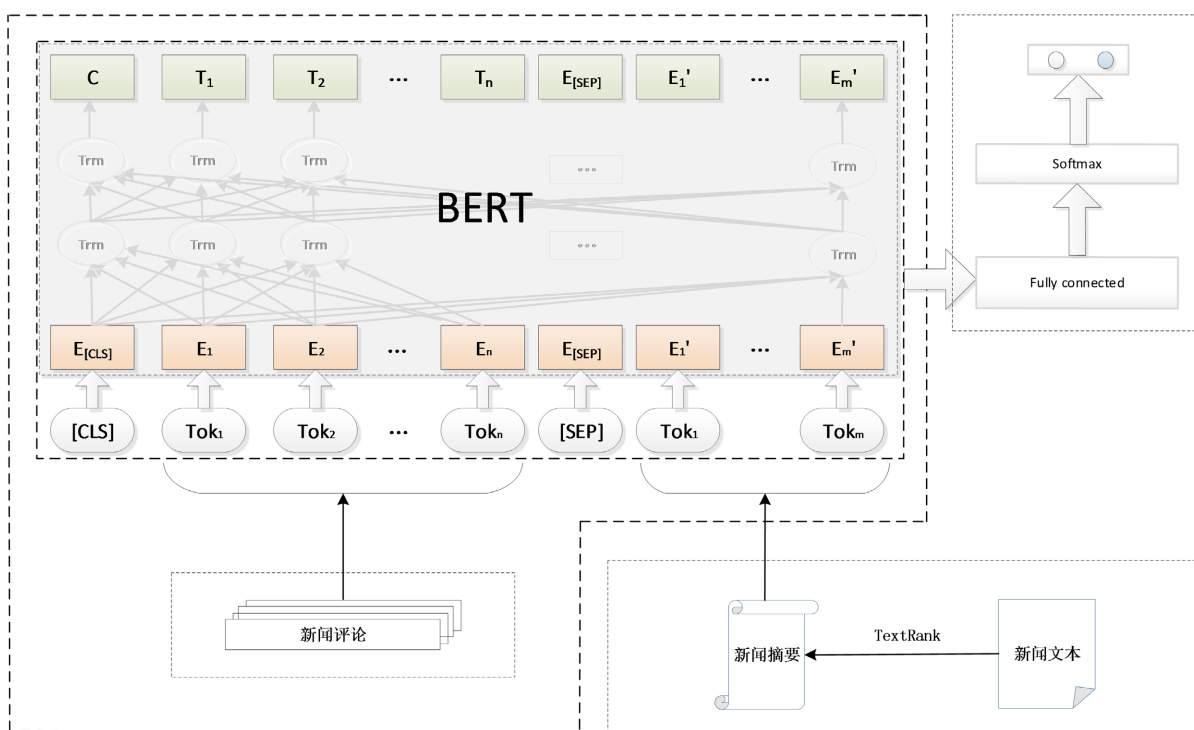 C T₁ T₂ ... Tₙ E[SEP] E₁' ... Eₘ'
Trm Trm Trm ... Trm
BERT
Trm Trm Trm ... Trm
E[CLS] E₁ E₂ ... Eₙ E[SEP] E₁' ... Eₘ'
[CLS] Tok₁ Tok₂ ... Tokₙ [SEP] Tok₁ ... Tokₘ
Softmax
Fully connected
新闻评论
新闻摘要
TextRank
新闻文本